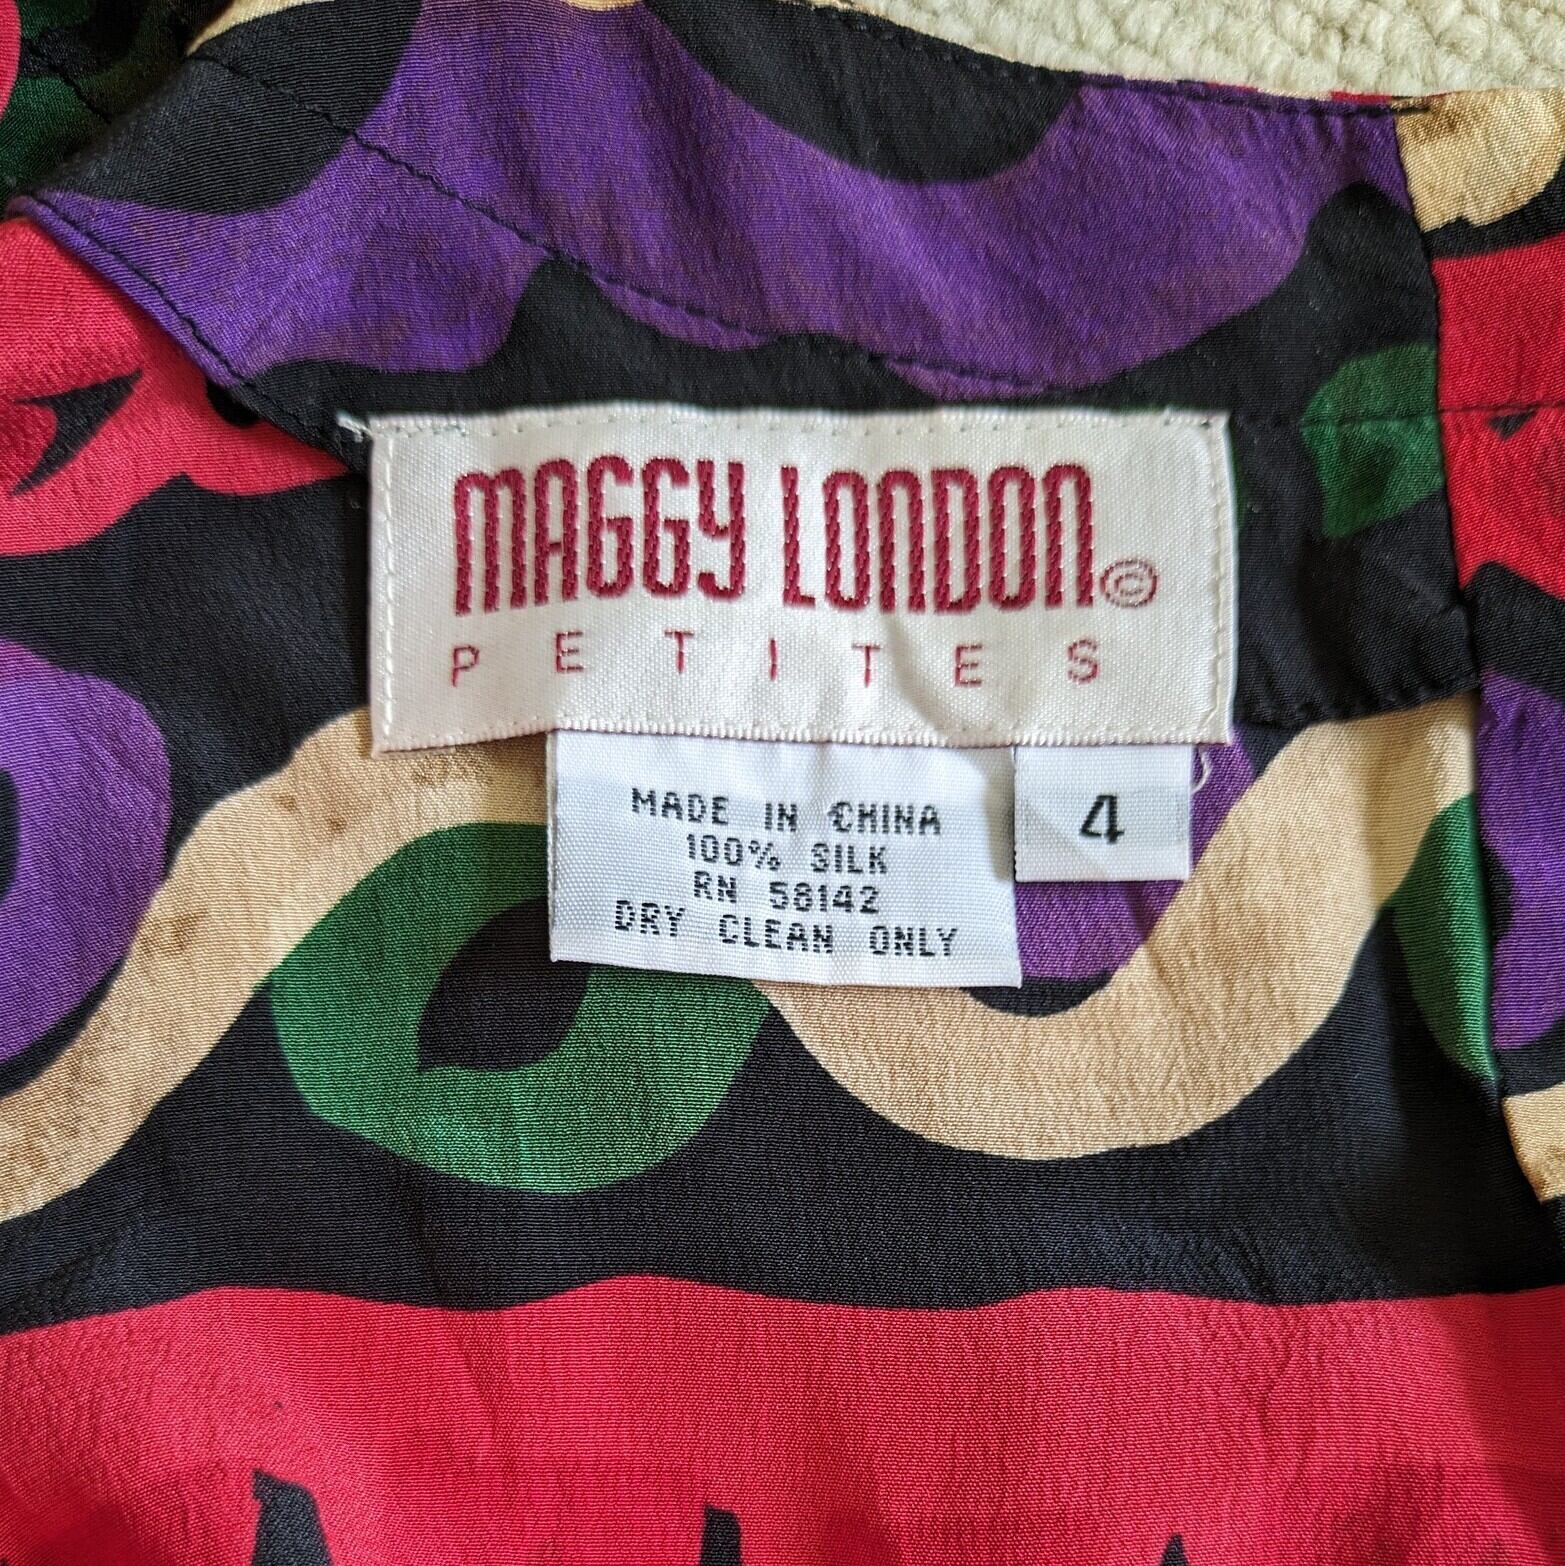 MAGGY LONDON©
PETITES
MADE IN CHINA
100% SILK
RN 58142
DRY CLEAN ONLY
4